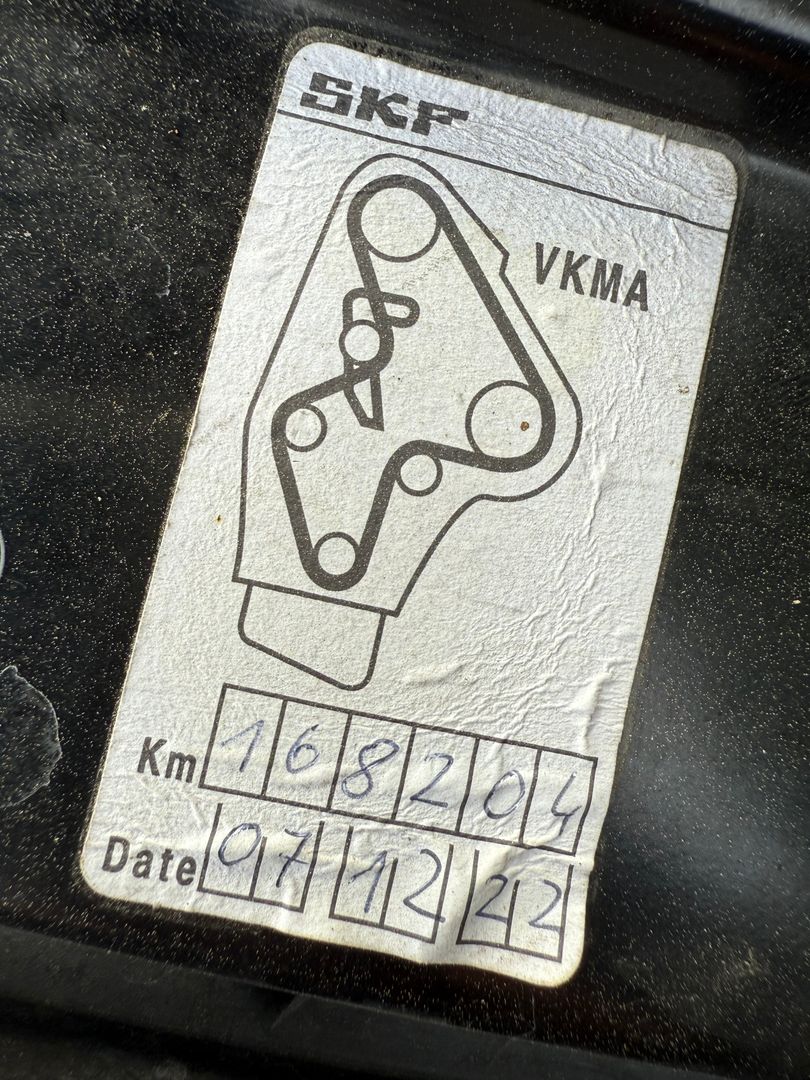 SKF
VKMA
Km 168204
Date 07 12 22